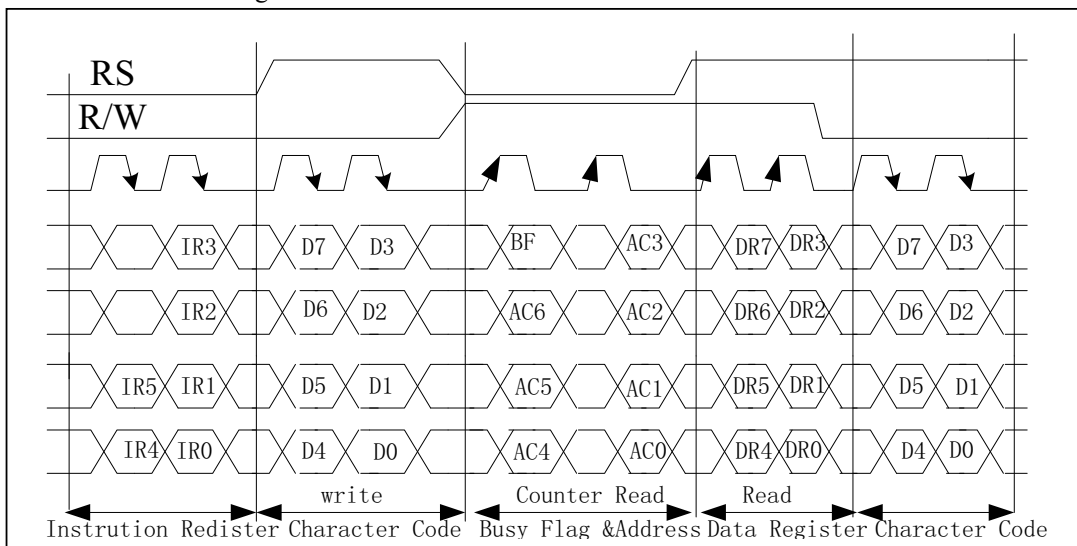 RS
R/W
IR3 D7 D3 BF AC3 DR7 DR3 D7 D3
IR2 D6 D2 AC6 AC2 DR6 DR2 D6 D2
IR5 IR1 D5 D1 AC5 AC1 DR5 DR1 D5 D1
IR4 IR0 D4 D0 AC4 AC0 DR4 DR0 D4 D0
write Counter Read Read
Instrution Redister Character Code Busy Flag &Address Data Register Character Code